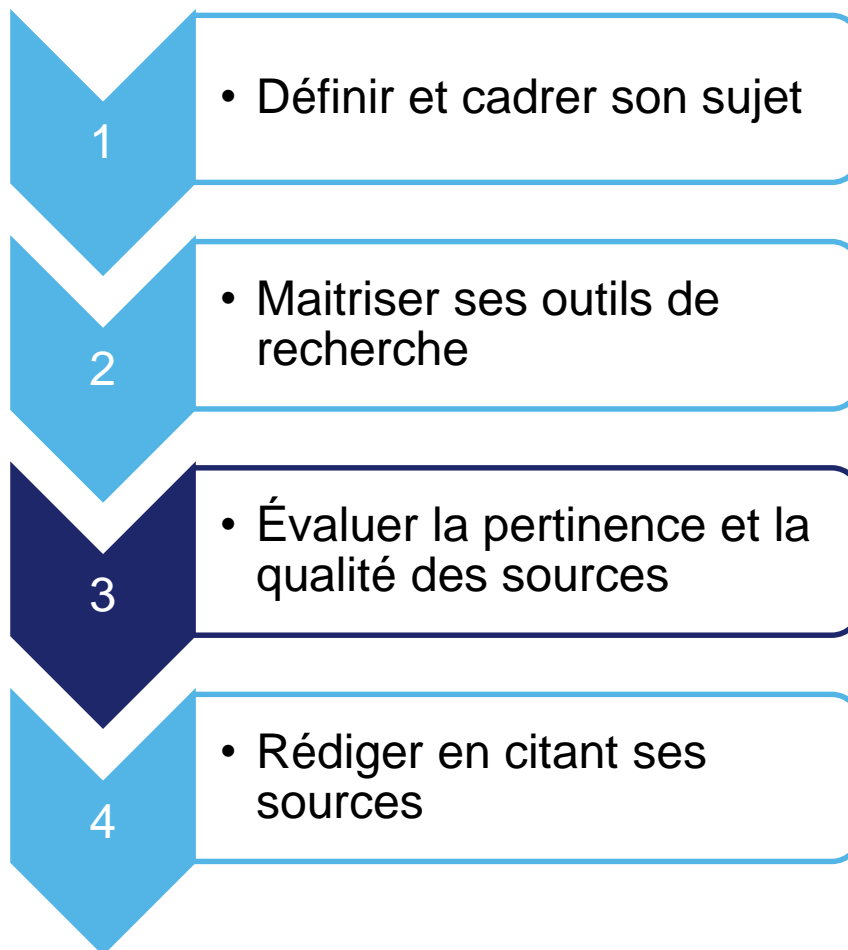 1
• Définir et cadrer son sujet
2
• Maitriser ses outils de
recherche
3
• Évaluer la pertinence et la
qualité des sources
4
• Rédiger en citant ses
sources